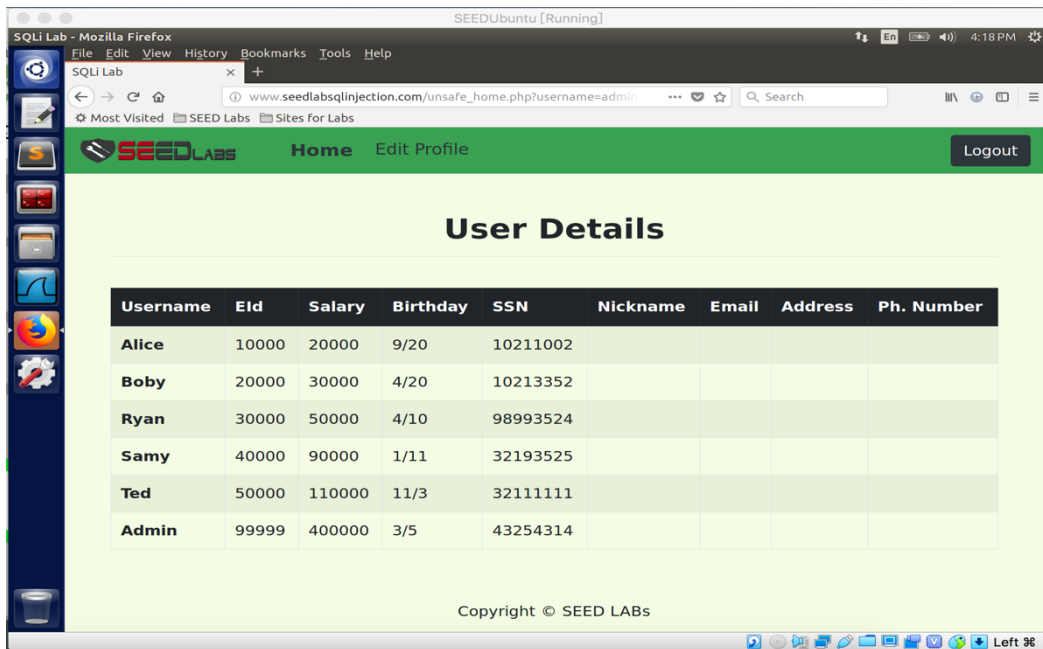 SEEDUbuntu [Running]
SQLi Lab - Mozilla Firefox
En 4:18 PM
File Edit View History Bookmarks Tools Help
SQLi Lab × +
www.seedlabsqlinjection.com/unsafe_home.php?username=admin ... Search
Most Visited SEED Labs Sites for Labs
SEEDLABS Home Edit Profile Logout
User Details
Username EId Salary Birthday SSN Nickname Email Address Ph. Number
Alice 10000 20000 9/20 10211002
Boby 20000 30000 4/20 10213352
Ryan 30000 50000 4/10 98993524
Samy 40000 90000 1/11 32193525
Ted 50000 110000 11/3 32111111
Admin 99999 400000 3/5 43254314
Copyright © SEED LABs
Left ⌘